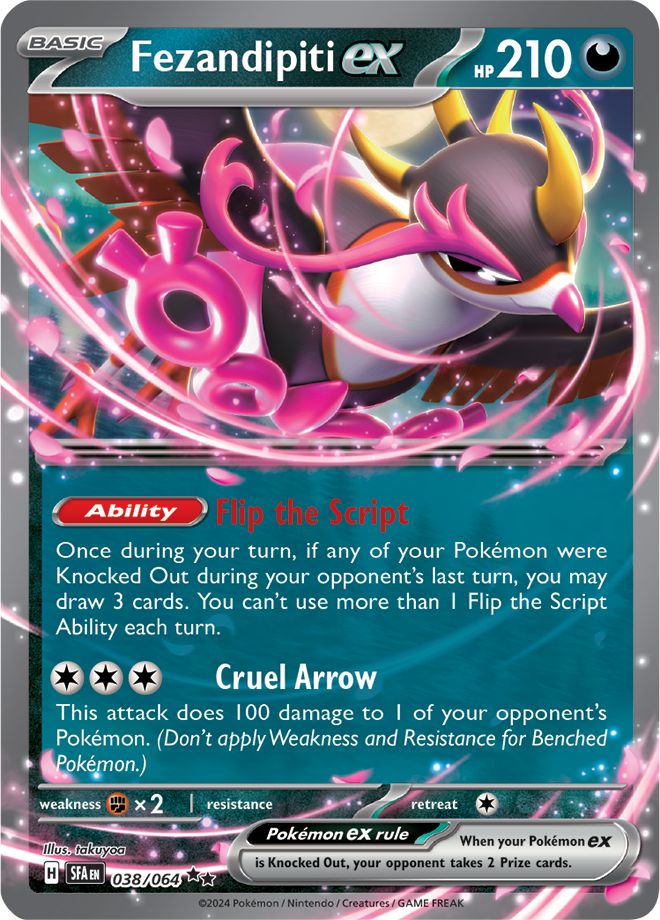 BASIC Fezandipiti ex HP 210
Ability Flip the Script
Once during your turn, if any of your Pokémon were
Knocked Out during your opponent's last turn, you may
draw 3 cards. You can't use more than 1 Flip the Script
Ability each turn.
Cruel Arrow
This attack does 100 damage to 1 of your opponent's
Pokémon. (Don't apply Weakness and Resistance for Benched
Pokémon.)
weakness ×2 resistance retreat
Illus. takuyoa
Pokémon ex rule When your Pokémon ex
is Knocked Out, your opponent takes 2 Prize cards.
H SFA EN 038/064
©2024 Pokémon / Nintendo / Creatures / GAME FREAK